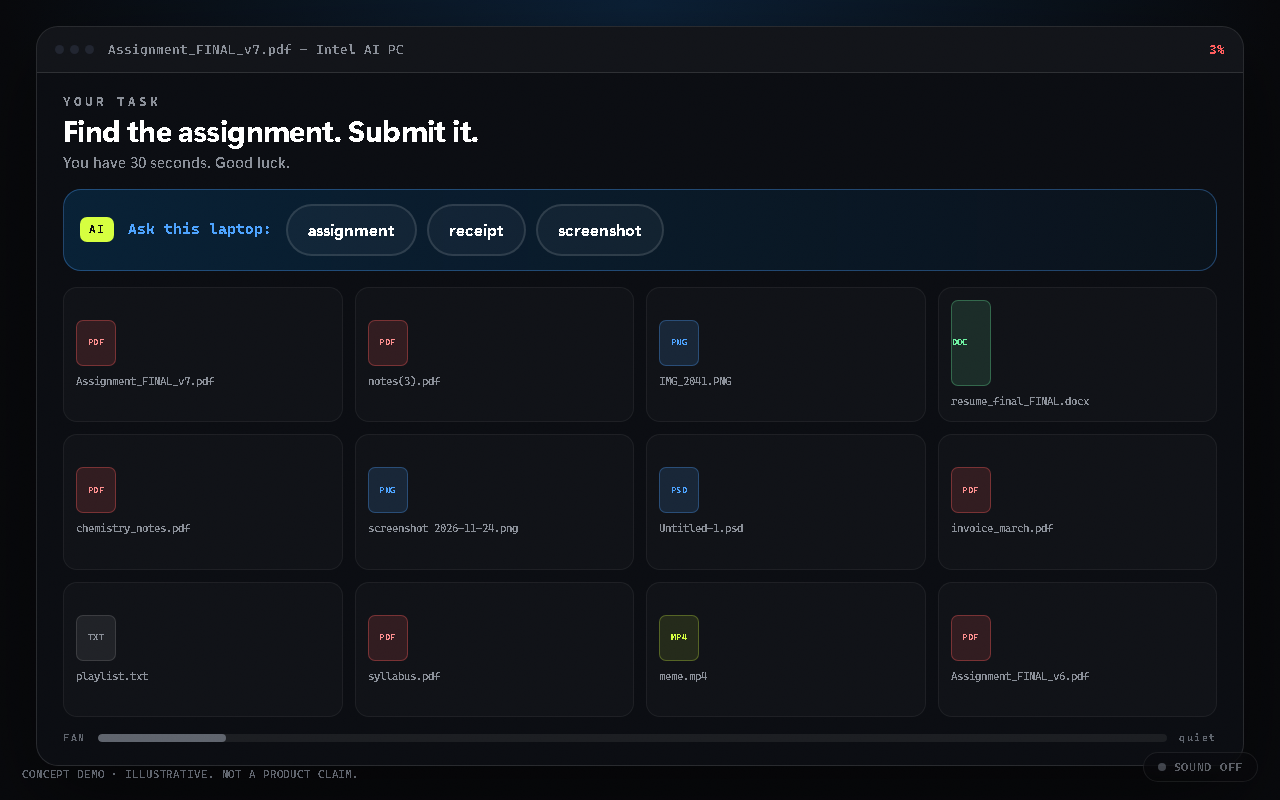 Assignment_FINAL_v7.pdf — Intel AI PC
3%
YOUR TASK
Find the assignment. Submit it.
You have 30 seconds. Good luck.
AI Ask this laptop: assignment receipt screenshot
PDF PDF PNG DOC
Assignment_FINAL_v7.pdf notes(3).pdf IMG_2041.PNG resume_final_FINAL.docx
PDF PNG PSD PDF
chemistry_notes.pdf screenshot 2026-11-24.png Untitled-1.psd invoice_march.pdf
TXT PDF MP4 PDF
playlist.txt syllabus.pdf meme.mp4 Assignment_FINAL_v6.pdf
FAN quiet
CONCEPT DEMO · ILLUSTRATIVE. NOT A PRODUCT CLAIM.
SOUND OFF